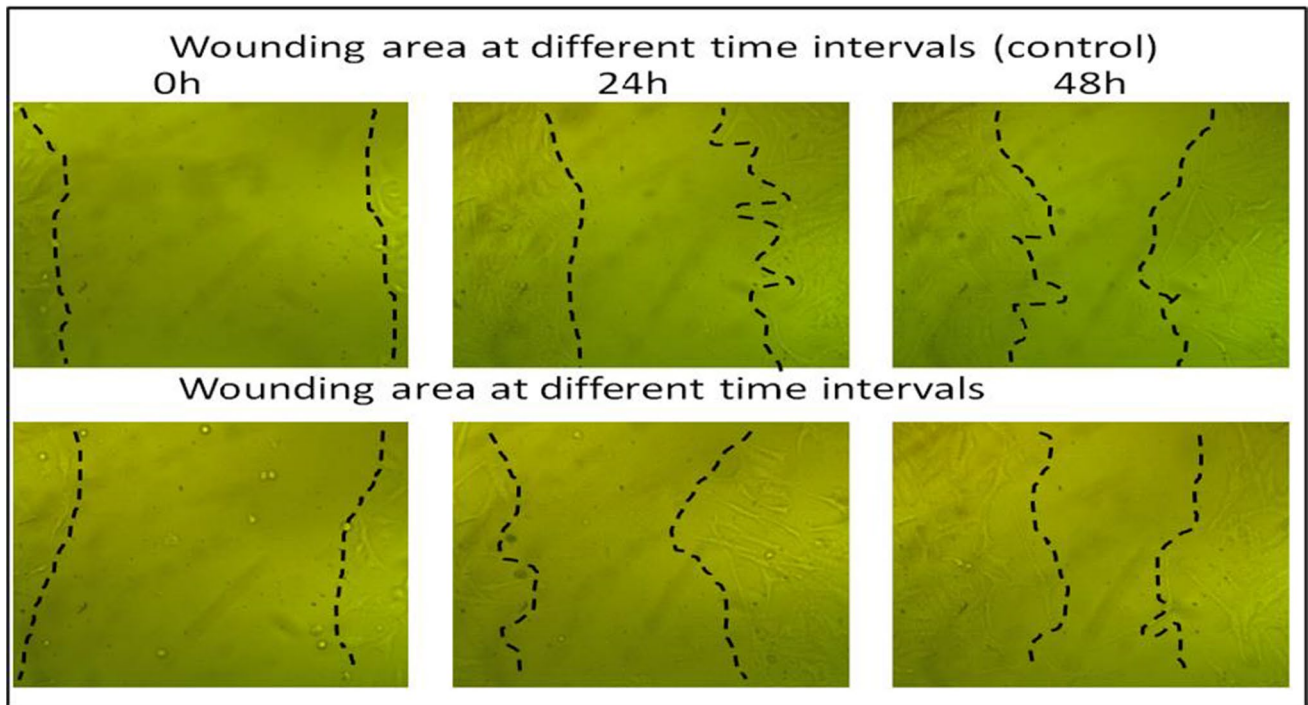 Wounding area at different time intervals (control)
0h 24h 48h
Wounding area at different time intervals